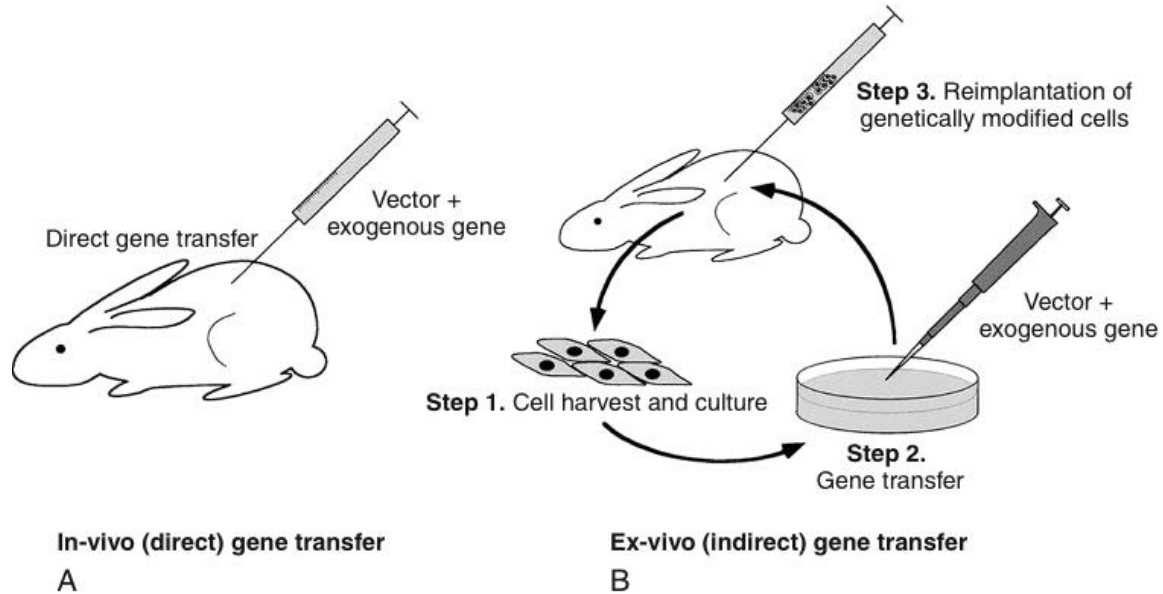 Direct gene transfer
Vector +
exogenous gene
In-vivo (direct) gene transfer
A
Step 3. Reimplantation of
genetically modified cells
Vector +
exogenous gene
Step 1. Cell harvest and culture
Step 2.
Gene transfer
Ex-vivo (indirect) gene transfer
B